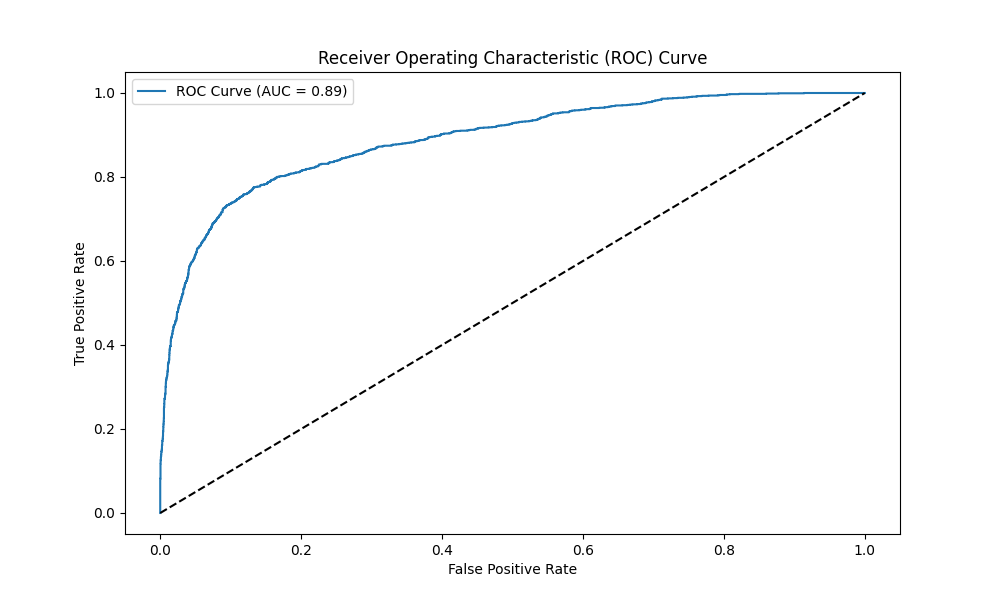 Receiver Operating Characteristic (ROC) Curve
ROC Curve (AUC = 0.89)
1.0
0.8
0.6
0.4
0.2
0.0
True Positive Rate
0.0 0.2 0.4 0.6 0.8 1.0
False Positive Rate